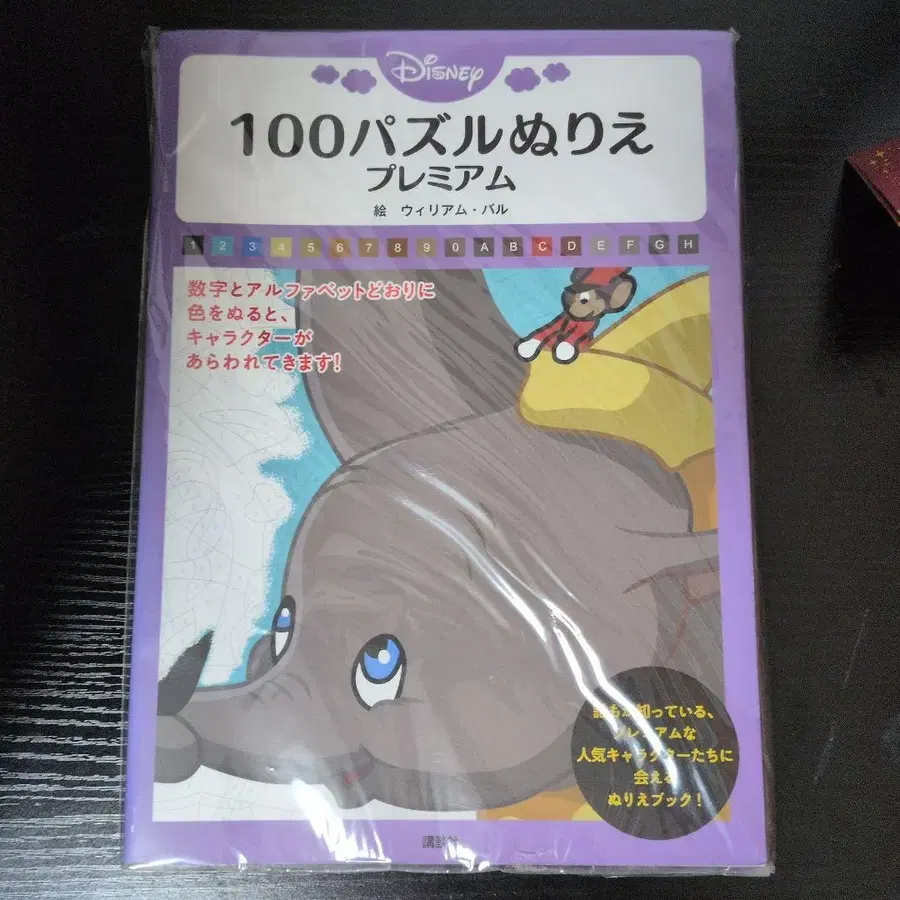 Disney
100パズルぬりえ
プレミアム
絵 ウィリアム・バル
1 2 3 4 5 6 7 8 9 0 A B C D E F G H
数字とアルファベットどおりに
色をぬると、
キャラクターが
あらわれてきます!
誰もが知っている、
プレミアムな
人気キャラクターたちに
会える
ぬりえブック!
講談社